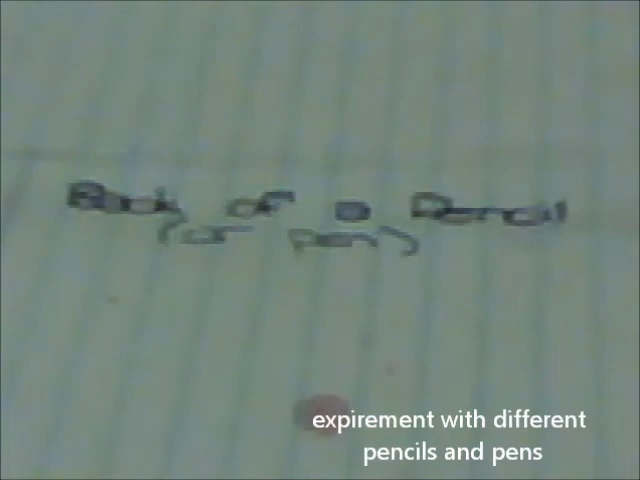 Back of a Pencil
(or pen)
expirement with different
pencils and pens